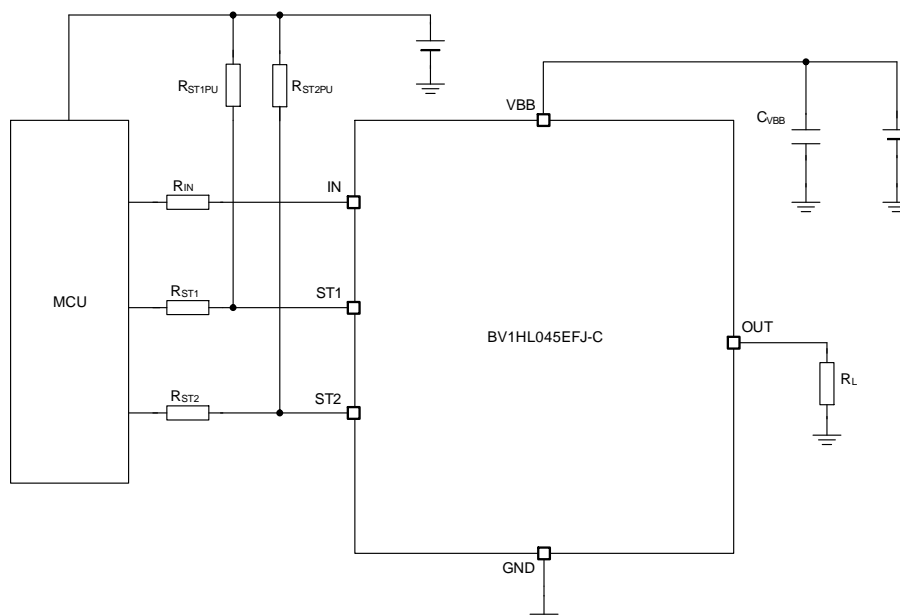 RST1PU
RST2PU
VBB
CVBB
RIN
IN
MCU
RST1
ST1
BV1HL045EFJ-C
OUT
RL
RST2
ST2
GND